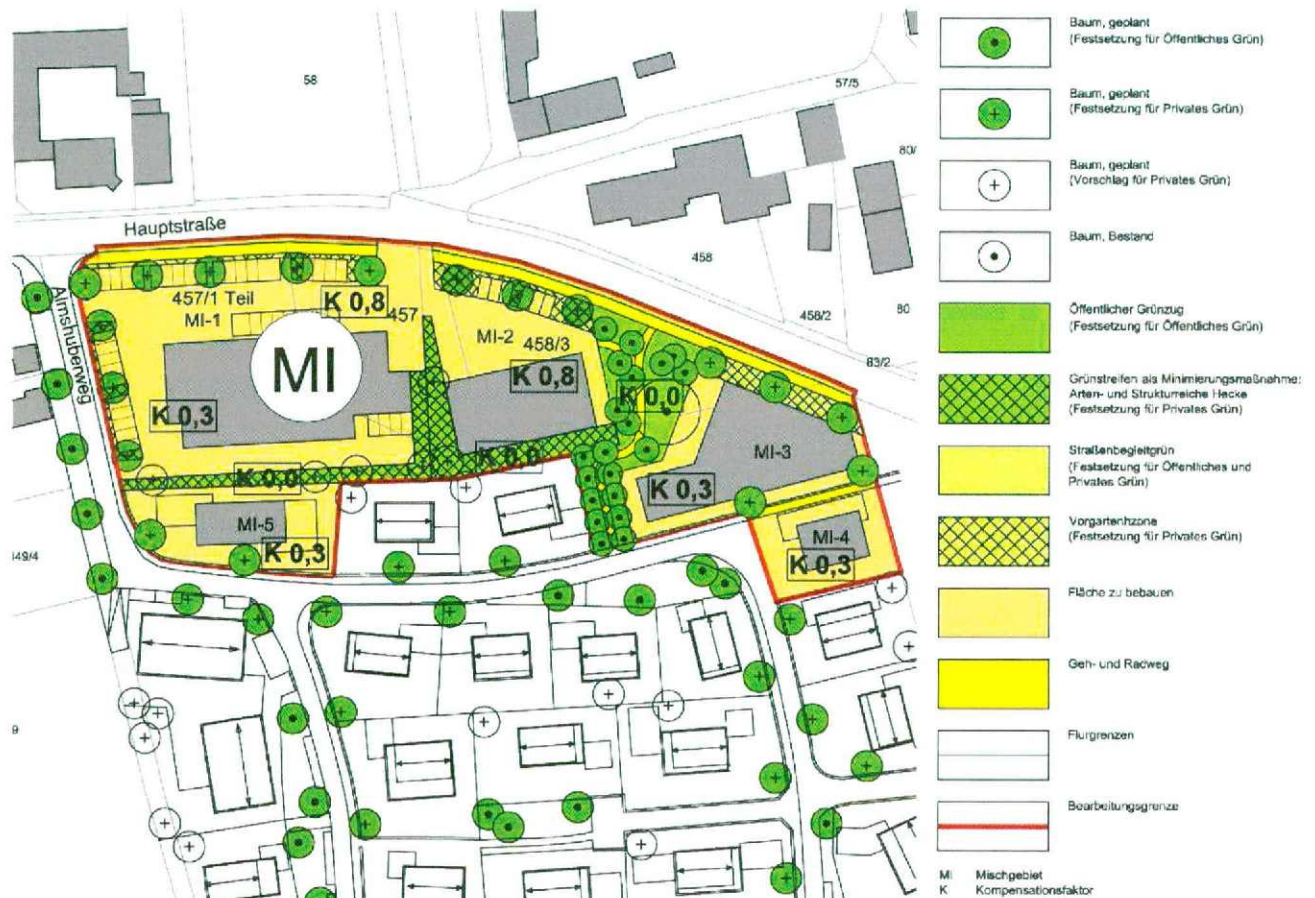 58
57/5
80/
Hauptstraße
458
458/2
80
83/2
Almshuberweg
457/1 Teil
MI-1
K 0,8
457
MI
MI-2
458/3
K 0,8
K 0,0
K 0,3
K 0,0
K 0,0
MI-3
K 0,3
MI-5
K 0,3
MI-4
K 0,3
449/4
9
Baum, geplant
(Festsetzung für Öffentliches Grün)
Baum, geplant
(Festsetzung für Privates Grün)
Baum, geplant
(Vorschlag für Privates Grün)
Baum, Bestand
Öffentlicher Grünzug
(Festsetzung für Öffentliches Grün)
Grünstreifen als Minimierungsmaßnahme:
Arten- und Strukturreiche Hecke
(Festsetzung für Privates Grün)
Straßenbegleitgrün
(Festsetzung für Öffentliches und
Privates Grün)
Vorgartenhzone
(Festsetzung für Privates Grün)
Fläche zu bebauen
Geh- und Radweg
Flurgrenzen
Bearbeitungsgrenze
MI Mischgebiet
K Kompensationsfaktor